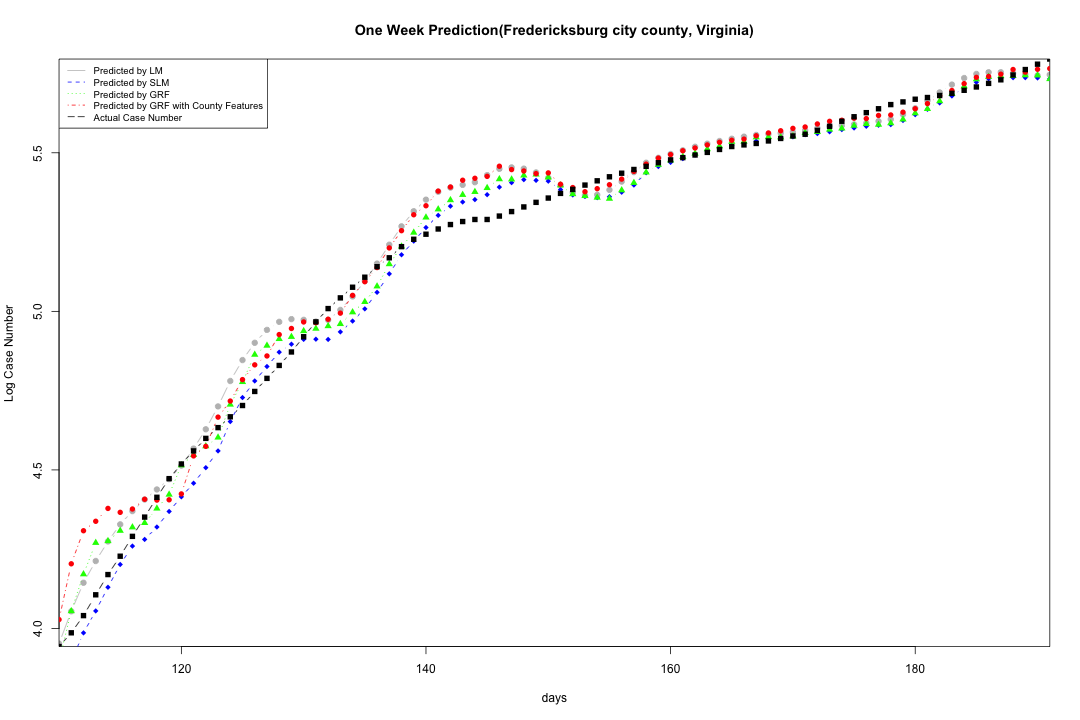 One Week Prediction(Fredericksburg city county, Virginia)
Predicted by LM
Predicted by SLM
Predicted by GRF
Predicted by GRF with County Features
Actual Case Number
5.5
5.0
4.5
4.0
Log Case Number
120
140
160
180
days